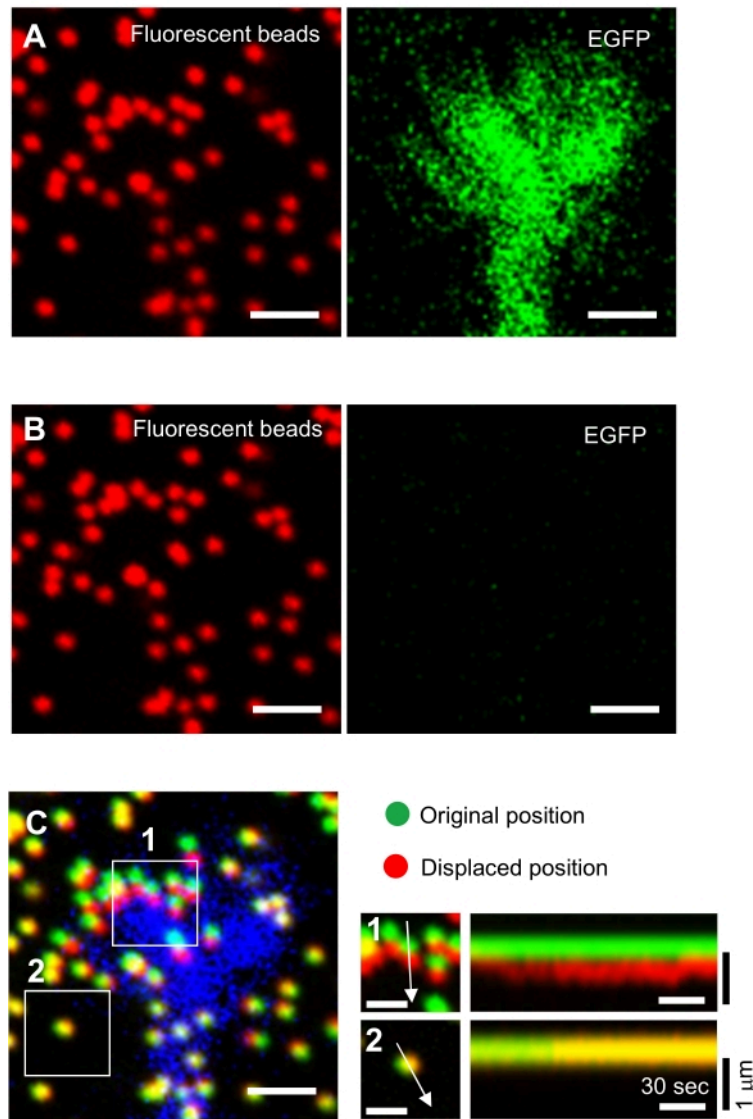 A
Fluorescent beads
EGFP
B
Fluorescent beads
EGFP
C
1
2
Original position
Displaced position
1
2
30 sec
1 μm